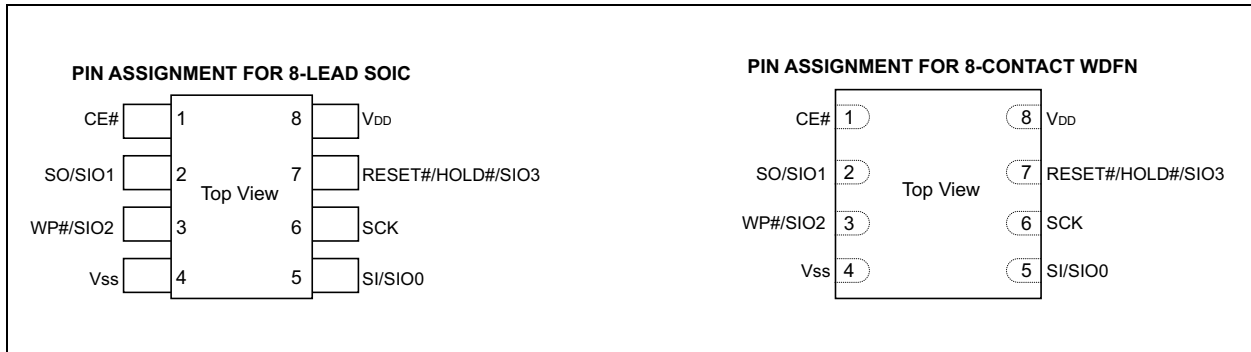 PIN ASSIGNMENT FOR 8-LEAD SOIC
CE# 1 8 VDD
SO/SIO1 2 7 RESET#/HOLD#/SIO3
Top View
WP#/SIO2 3 6 SCK
Vss 4 5 SI/SIO0
PIN ASSIGNMENT FOR 8-CONTACT WDFN
CE# 1 8 VDD
SO/SIO1 2 7 RESET#/HOLD#/SIO3
Top View
WP#/SIO2 3 6 SCK
Vss 4 5 SI/SIO0